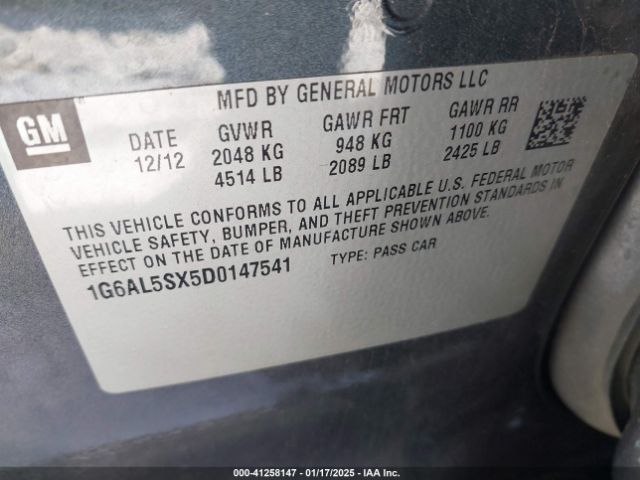 GM
MFD BY GENERAL MOTORS LLC
DATE GVWR GAWR FRT GAWR RR
12/12 2048 KG 948 KG 1100 KG
4514 LB 2089 LB 2425 LB
THIS VEHICLE CONFORMS TO ALL APPLICABLE U.S. FEDERAL MOTOR
VEHICLE SAFETY, BUMPER, AND THEFT PREVENTION STANDARDS IN
EFFECT ON THE DATE OF MANUFACTURE SHOWN ABOVE.
1G6AL5SX5D0147541 TYPE: PASS CAR
OWN - 41258147 - 01/17/2025 - IAA Inc.